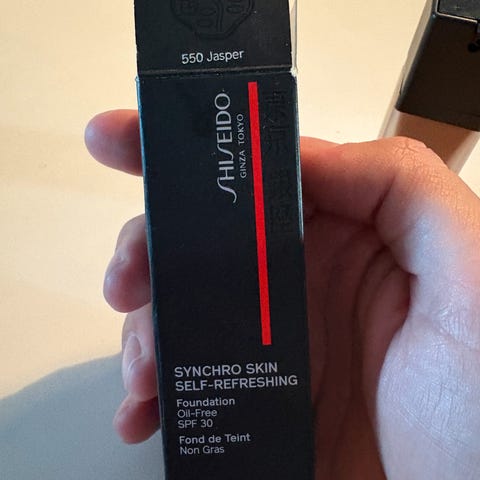 550 Jasper
SHISEIDO
GINZA TOKYO
SYNCHRO SKIN
SELF-REFRESHING
Foundation
Oil-Free
SPF 30
Fond de Teint
Non Gras